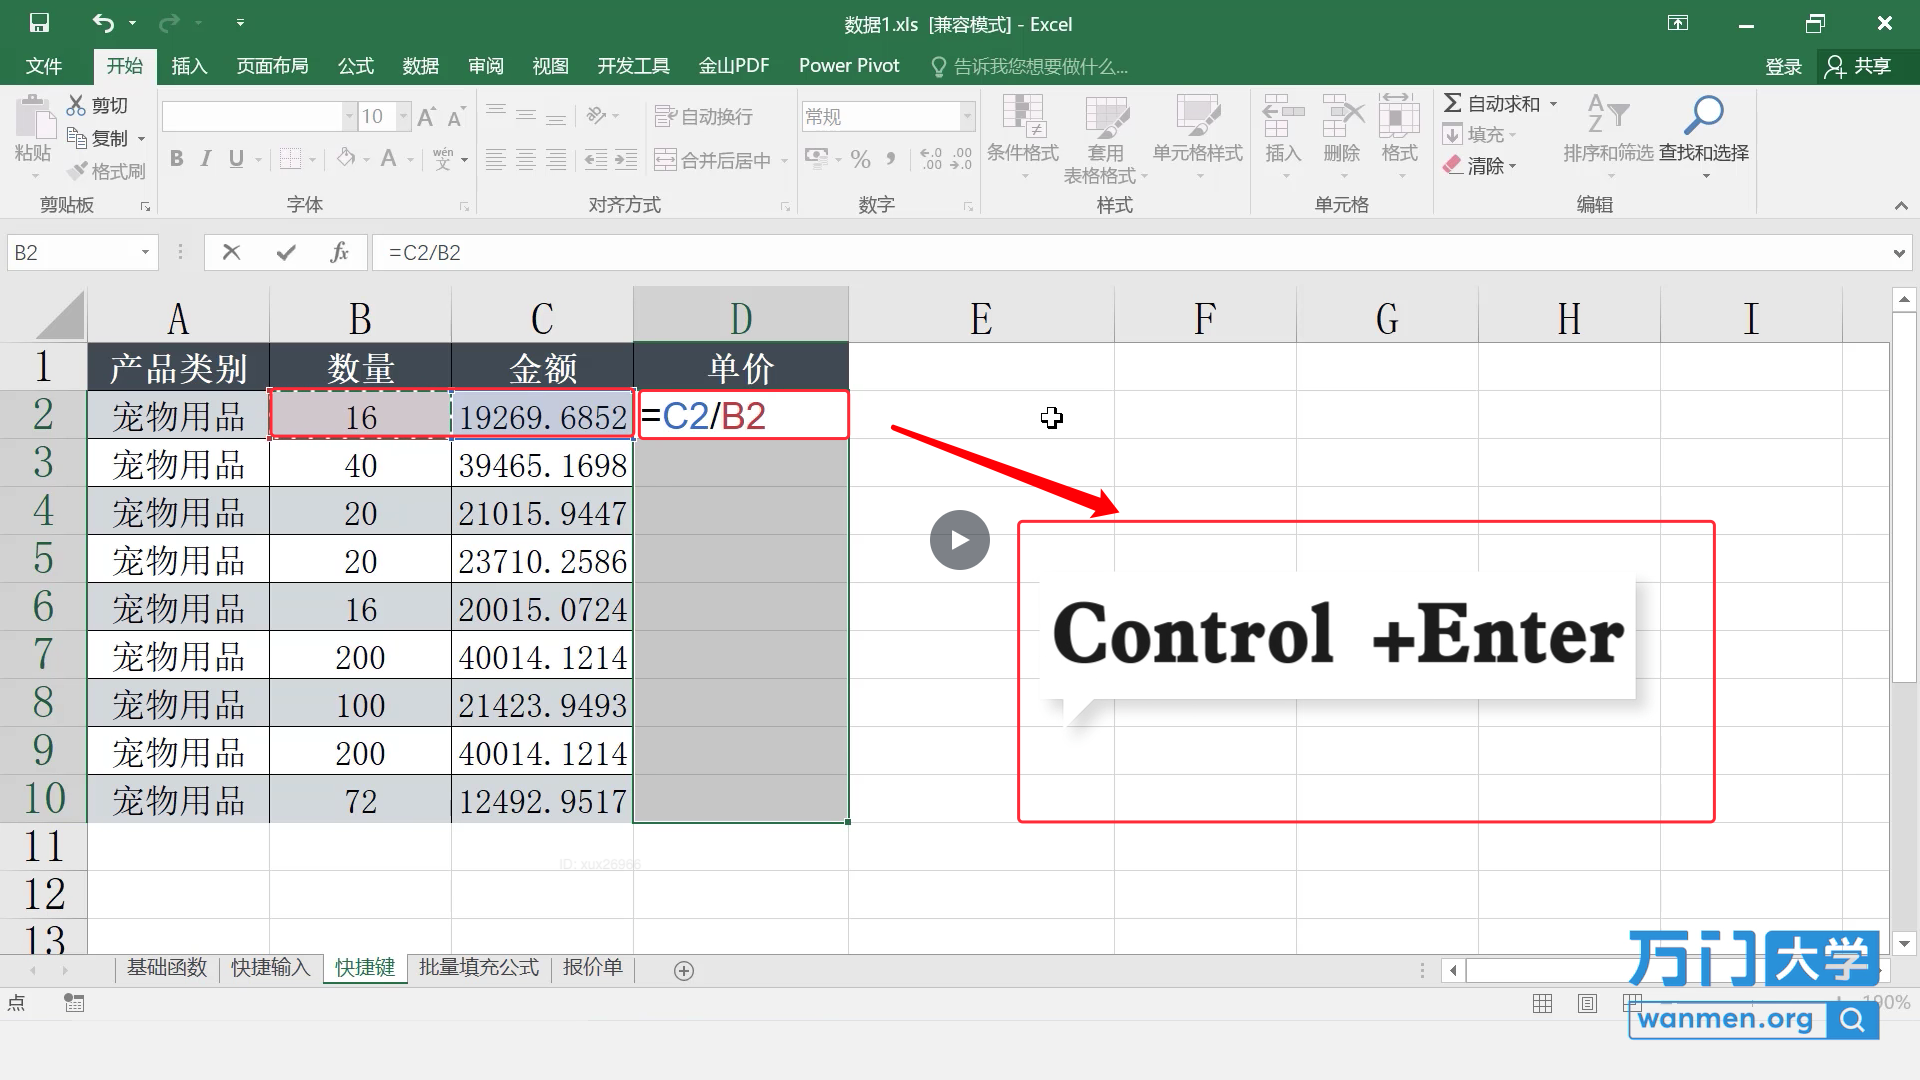 数据1.xls [兼容模式] - Excel
文件 开始 插入 页面布局 公式 数据 审阅 视图 开发工具 金山PDF Power Pivot 告诉我您想要做什么... 登录 共享
剪切 10 A A 自动换行 常规 Σ 自动求和 A Z
粘贴 复制 B I U A wén 文 合并后居中 % , 条件格式 套用 单元格样式 插入 删除 格式 填充 排序和筛选 查找和选择
格式刷 表格格式 清除
剪贴板 字体 对齐方式 数字 样式 单元格 编辑
B2 fx =C2/B2
A B C D E F G H I
1 产品类别 数量 金额 单价
2 宠物用品 16 19269.6852 =C2/B2
3 宠物用品 40 39465.1698
4 宠物用品 20 21015.9447
5 宠物用品 20 23710.2586
6 宠物用品 16 20015.0724
Control +Enter
7 宠物用品 200 40014.1214
8 宠物用品 100 21423.9493
9 宠物用品 200 40014.1214
10 宠物用品 72 12492.9517
11
ID: xux26966
12
13
基础函数 快捷输入 快捷键 批量填充公式 报价单
万门大学
点
wanmen.org